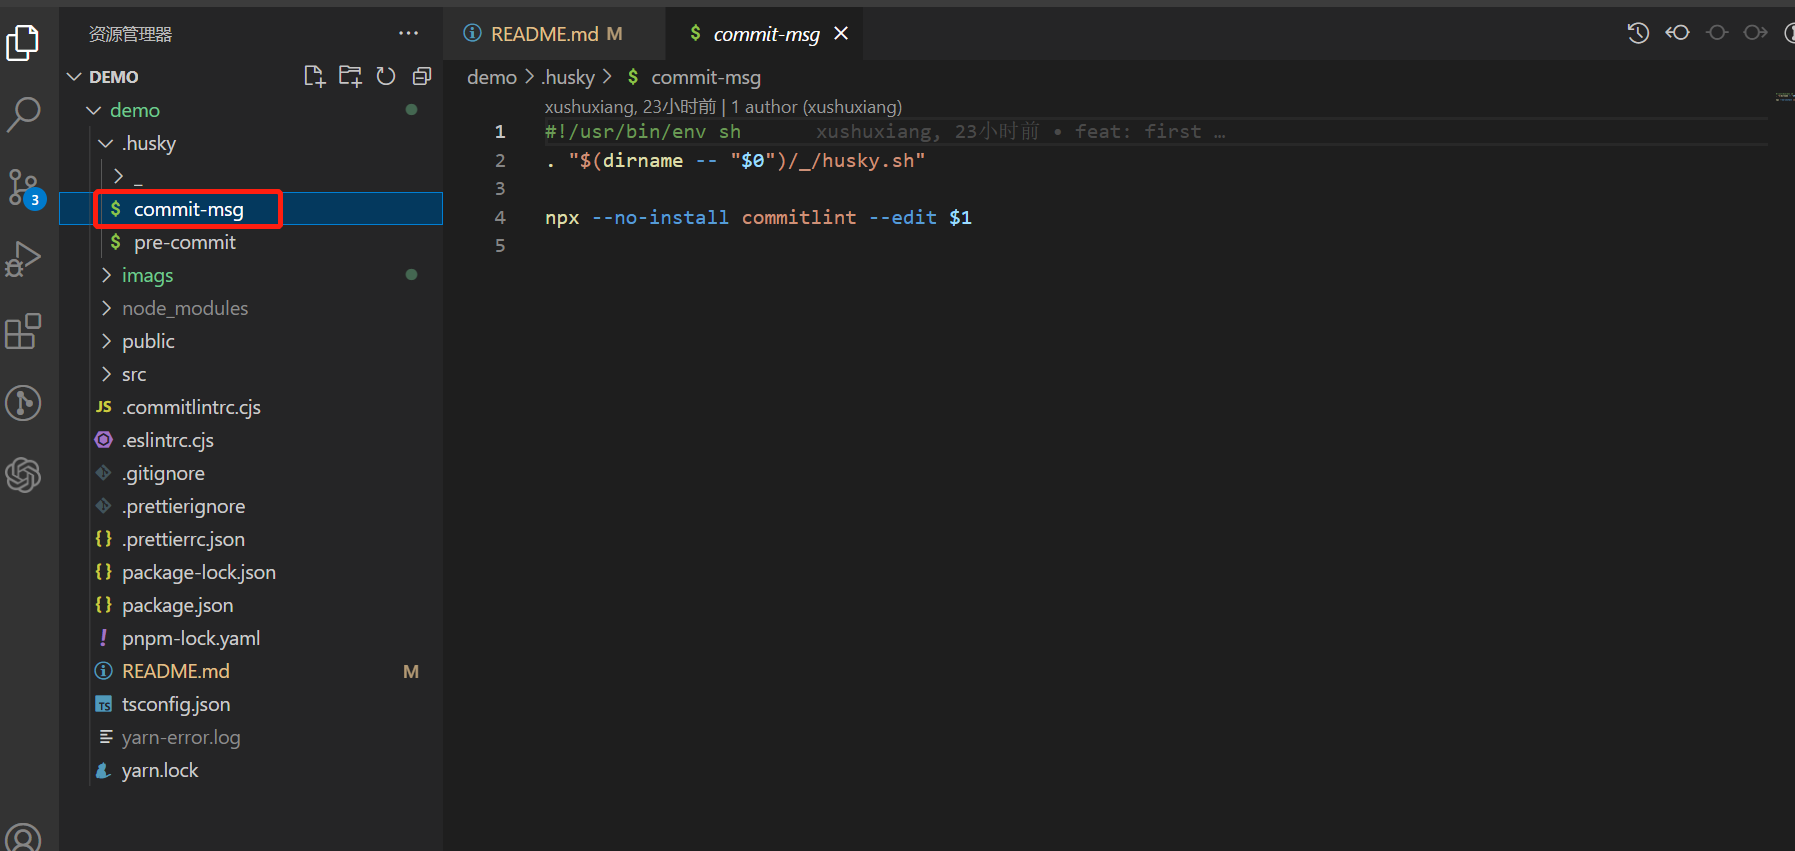 资源管理器 ···
DEMO
demo
.husky
_
commit-msg
pre-commit
imags
node_modules
public
src
JS .commitlintrc.cjs
.eslintrc.cjs
.gitignore
.prettierignore
{} .prettierrc.json
{} package-lock.json
{} package.json
! pnpm-lock.yaml
README.md M
TS tsconfig.json
yarn-error.log
yarn.lock
3
README.md M
$ commit-msg
demo > .husky > $ commit-msg
xushuxiang, 23小时前 | 1 author (xushuxiang)
1 #!/usr/bin/env sh xushuxiang, 23小时前 • feat: first …
2 . "$(dirname -- "$0")/_/husky.sh"
3
4 npx --no-install commitlint --edit $1
5